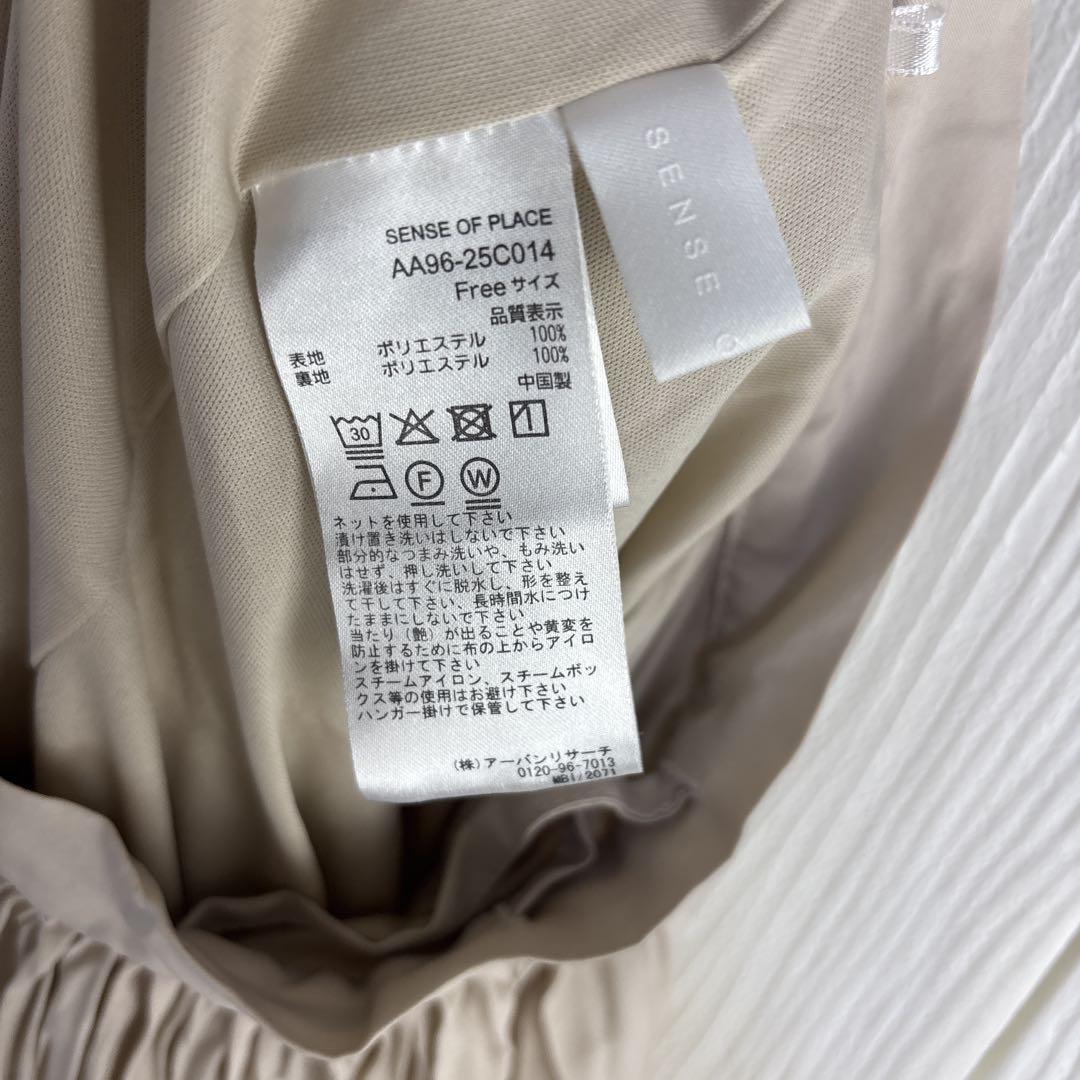 SENSE
SENSE OF PLACE
AA96-25C014
Freeサイズ
品質表示
表地 ポリエステル 100%
裏地 ポリエステル 100%
中国製
30
F W
ネットを使用して下さい
漬け置き洗いはしないで下さい
部分的なつまみ洗いや、もみ洗い
はせず、押し洗いして下さい
洗濯後はすぐに脱水し、形を整え
て干して下さい、長時間水につけ
たままにしないで下さい
当たり（艶）が出ることや黄変を
防止するために布の上からアイロ
ンを掛けて下さい
スチームアイロン、スチームボッ
クス等の使用はお避け下さい
ハンガー掛けで保管して下さい
(株)アーバンリサーチ
0120-96-7013
MBI/2071